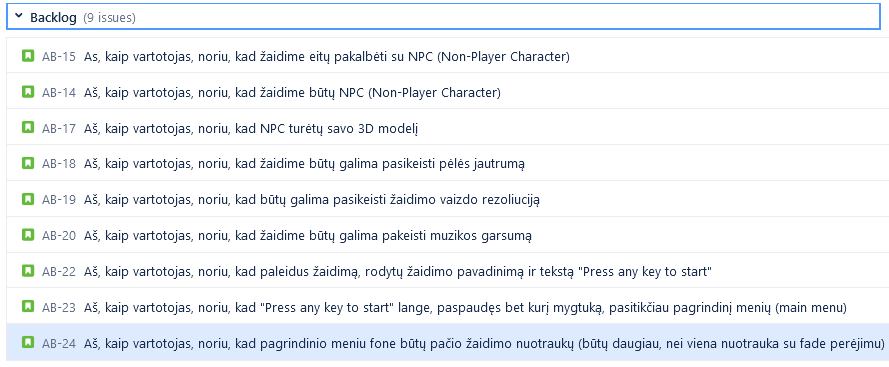 Backlog (9 issues)
AB-15 As, kaip vartotojas, noriu, kad žaidime eitų pakalbėti su NPC (Non-Player Character)
AB-14 Aš, kaip vartotojas, noriu, kad žaidime būtų NPC (Non-Player Character)
AB-17 Aš, kaip vartotojas, noriu, kad NPC turėtų savo 3D modelį
AB-18 Aš, kaip vartotojas, noriu, kad žaidime būtų galima pasikeisti pėlės jautrumą
AB-19 Aš, kaip vartotojas, noriu, kad būtų galima pasikeisti žaidimo vaizdo rezoliuciją
AB-20 Aš, kaip vartotojas, noriu, kad žaidime būtų galima pakeisti muzikos garsumą
AB-22 Aš, kaip vartotojas, noriu, kad paleidus žaidimą, rodytų žaidimo pavadinimą ir tekstą "Press any key to start"
AB-23 Aš, kaip vartotojas, noriu, kad "Press any key to start" lange, paspaudęs bet kurį mygtuką, pasitikčiau pagrindinį menių (main menu)
AB-24 Aš, kaip vartotojas, noriu, kad pagrindinio meniu fone būtų pačio žaidimo nuotraukų (būtų daugiau, nei viena nuotrauka su fade perėjimu)